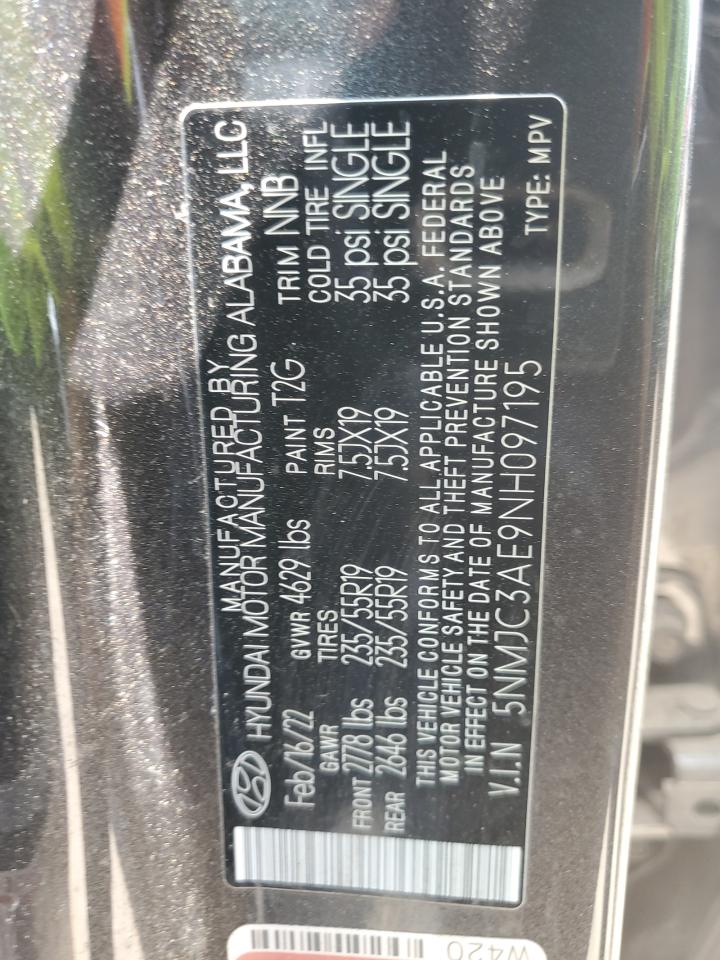 MANUFACTURED BY
HYUNDAI MOTOR MANUFACTURING ALABAMA, LLC
Feb/16/22 GVWR 4629 lbs PAINT T2G TRIM NNB
GAWR TIRES RIMS COLD TIRE INFL
FRONT 2778 lbs 235/55R19 7.5JX19 35 psi SINGLE
REAR 2646 lbs 235/55R19 7.5JX19 35 psi SINGLE
THIS VEHICLE CONFORMS TO ALL APPLICABLE U.S.A. FEDERAL
MOTOR VEHICLE SAFETY AND THEFT PREVENTION STANDARDS
IN EFFECT ON THE DATE OF MANUFACTURE SHOWN ABOVE
V.I.N 5NMJC3AE9NH097195 TYPE: MPV
W420